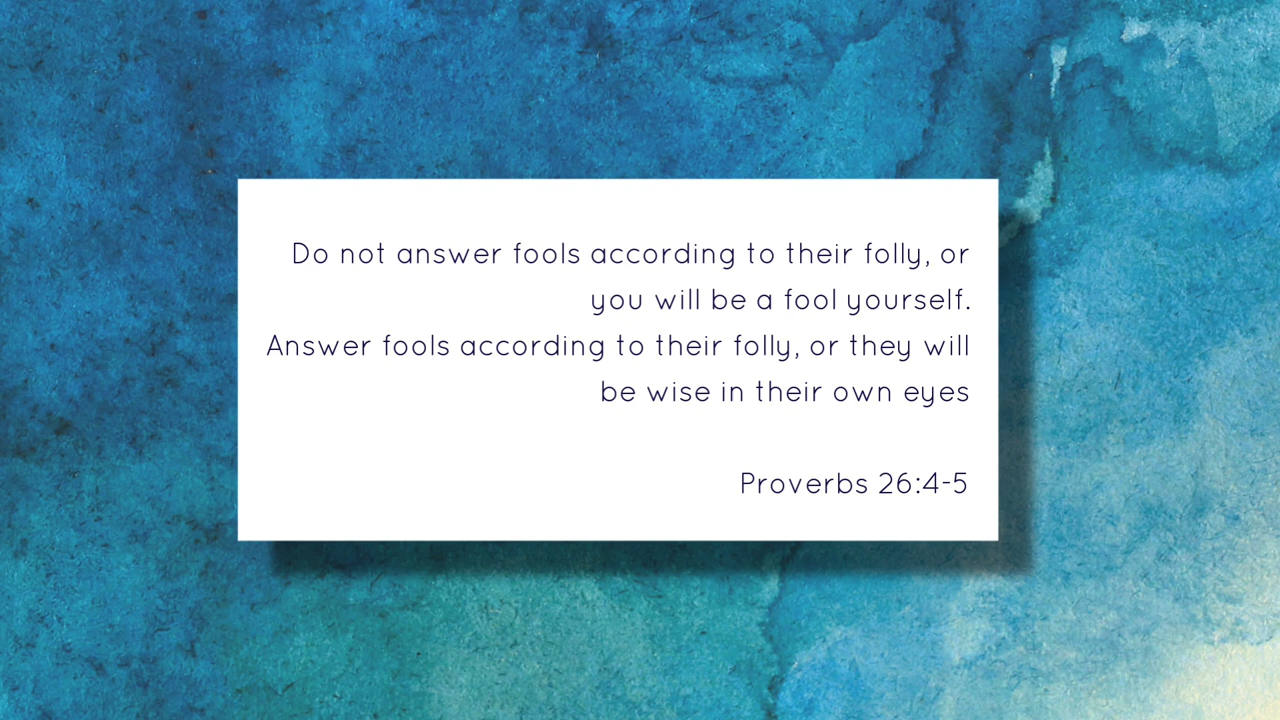 Do not answer fools according to their folly, or
you will be a fool yourself.
Answer fools according to their folly, or they will
be wise in their own eyes
Proverbs 26:4-5